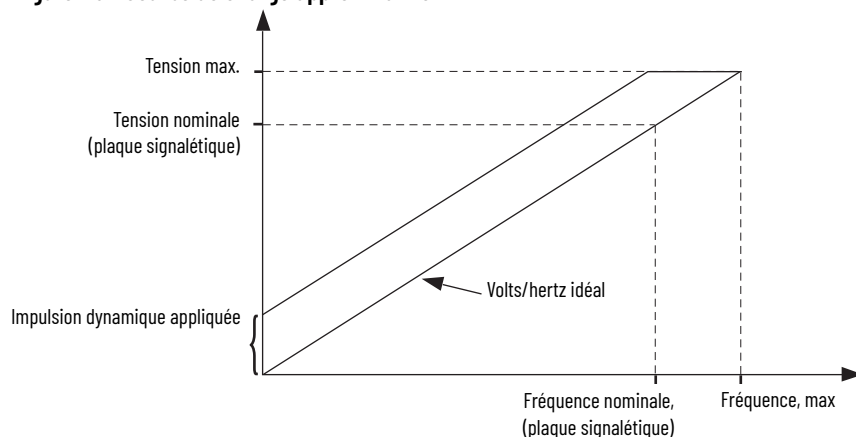 Tension max.
Tension nominale
(plaque signalétique)
Volts/hertz idéal
Impulsion dynamique appliquée
Fréquence nominale,
(plaque signalétique)
Fréquence, max